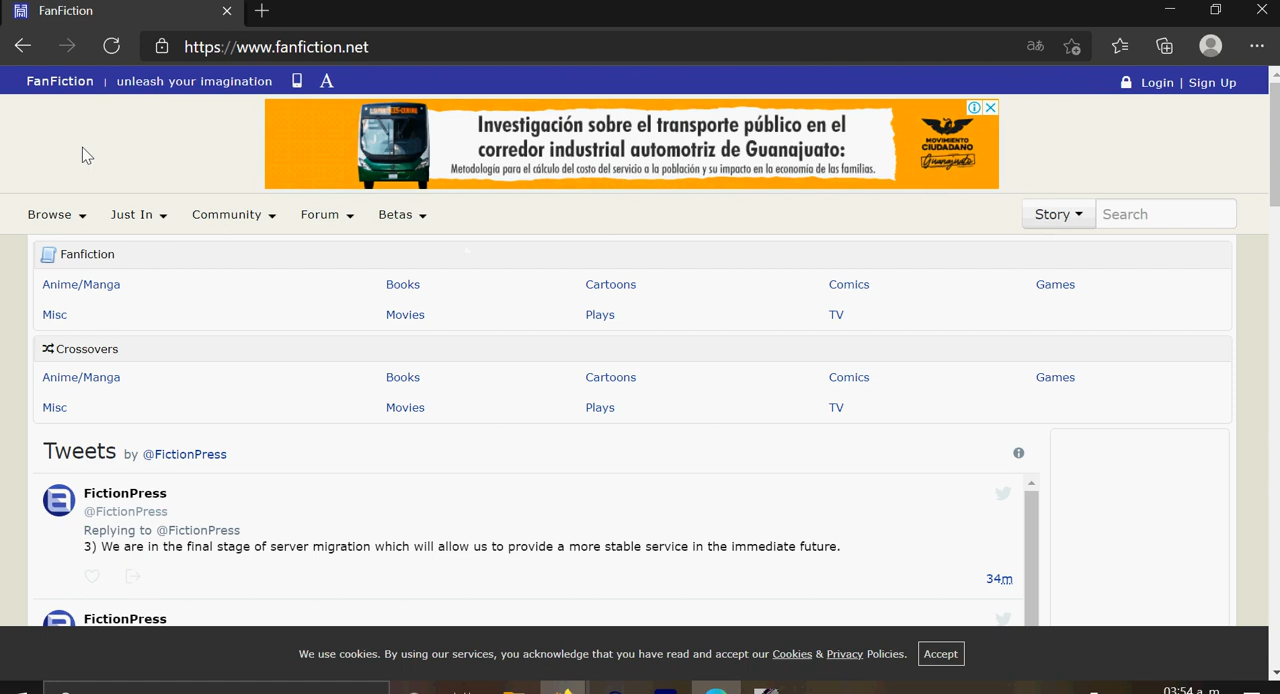 FanFiction
https://www.fanfiction.net
FanFiction | unleash your imagination A
Login | Sign Up
Investigación sobre el transporte público en el
corredor industrial automotriz de Guanajuato:
Metodología para el cálculo del costo del servicio a la población y su impacto en la economía de las familias.
MOVIMIENTO
CIUDADANO
Guanajuato
Browse Just In Community Forum Betas Story Search
Fanfiction
Anime/Manga Books Cartoons Comics Games
Misc Movies Plays TV
Crossovers
Anime/Manga Books Cartoons Comics Games
Misc Movies Plays TV
Tweets by @FictionPress
FictionPress
@FictionPress
Replying to @FictionPress
3) We are in the final stage of server migration which will allow us to provide a more stable service in the immediate future.
34m
FictionPress
We use cookies. By using our services, you acknowledge that you have read and accept our Cookies & Privacy Policies. Accept
03:54 a. m.